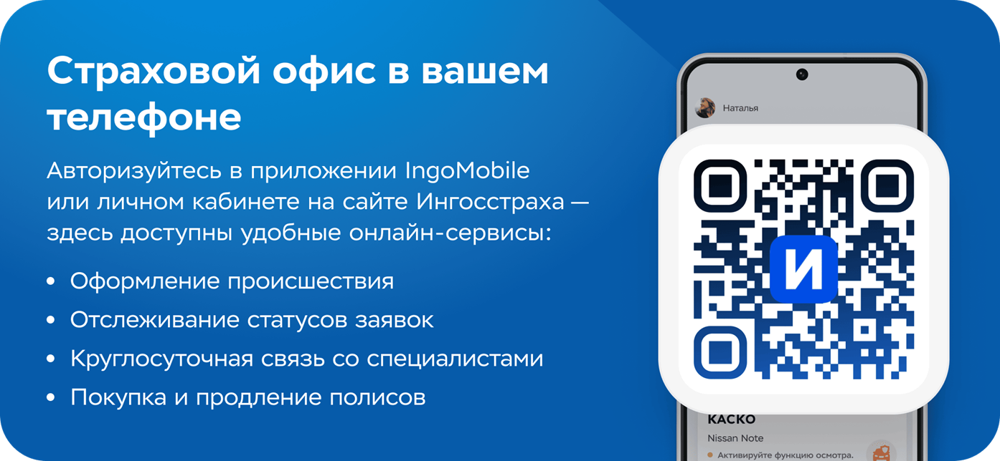 Страховой офис в вашем
телефоне
Авторизуйтесь в приложении IngoMobile
или личном кабинете на сайте Ингосстраха —
здесь доступны удобные онлайн-сервисы:
• Оформление происшествия
• Отслеживание статусов заявок
• Круглосуточная связь со специалистами
• Покупка и продление полисов
Наталья
И
КАСКО
Nissan Note
Активируйте функцию осмотра.